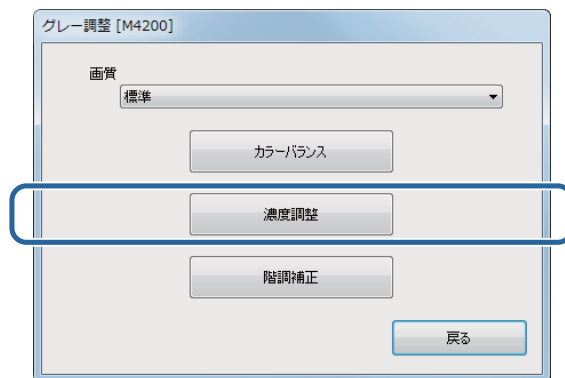 グレー調整 [M4200]
画質
標準
カラーバランス
濃度調整
階調補正
戻る